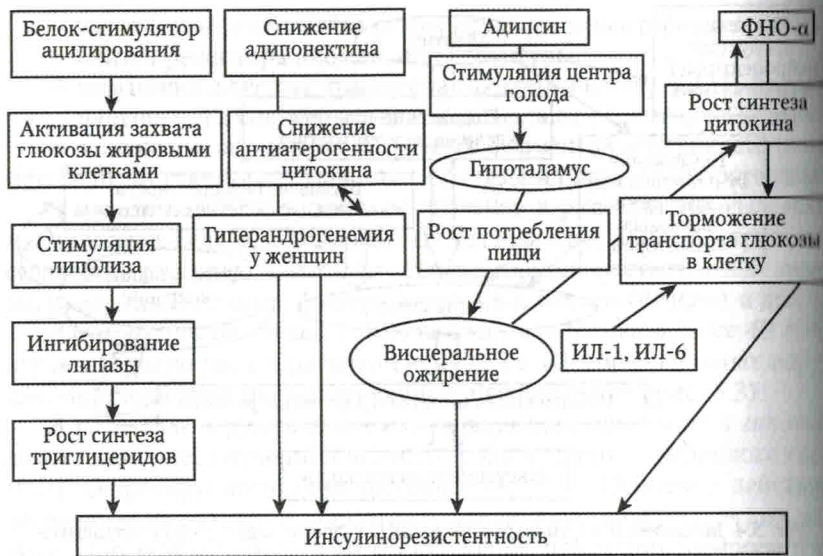 Белок-стимулятор
ацилирования
Активация захвата
глюкозы жировыми
клетками
Стимуляция
липолиза
Ингибирование
липазы
Рост синтеза
триглицеридов
Снижение
адипонектина
Снижение
антиатерогенности
цитокина
Гиперандрогенемия
у женщин
Адипсин
Стимуляция центра
голода
Гипоталамус
Рост потребления
пищи
Висцеральное
ожирение
ФНО-α
Рост синтеза
цитокина
Торможение
транспорта глюкозы
в клетку
ИЛ-1, ИЛ-6
Инсулинорезистентность